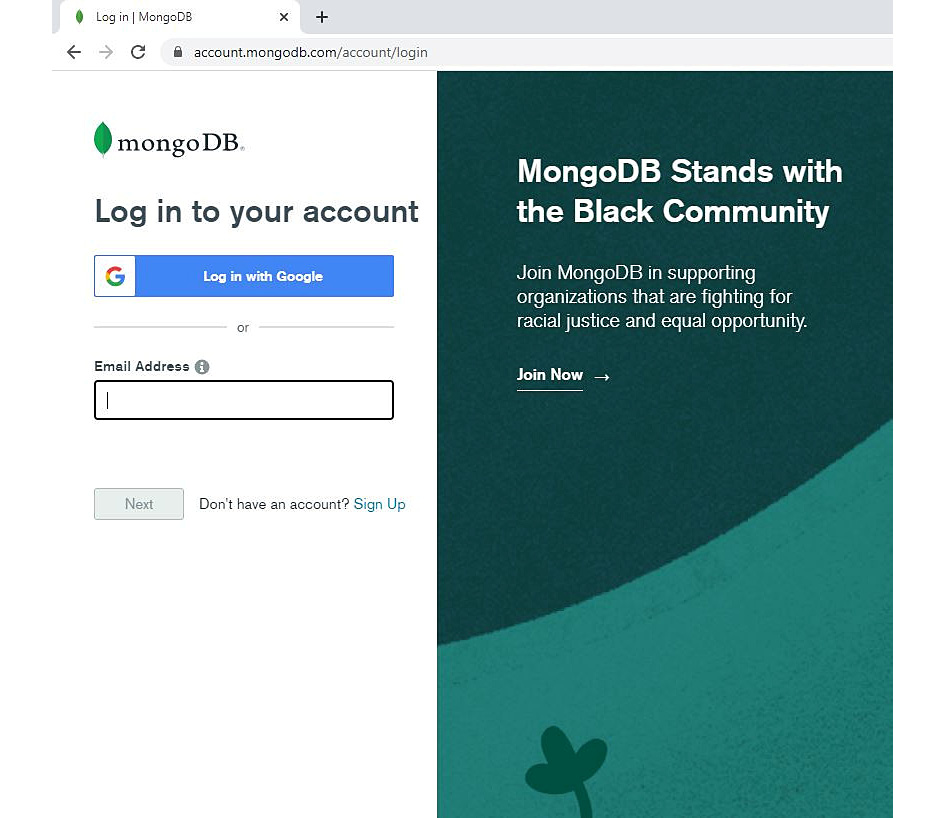 Log in | MongoDB
account.mongodb.com/account/login
mongoDB®
Log in to your account
Log in with Google
or
Email Address
Next
Don't have an account? Sign Up
MongoDB Stands with
the Black Community
Join MongoDB in supporting
organizations that are fighting for
racial justice and equal opportunity.
Join Now →